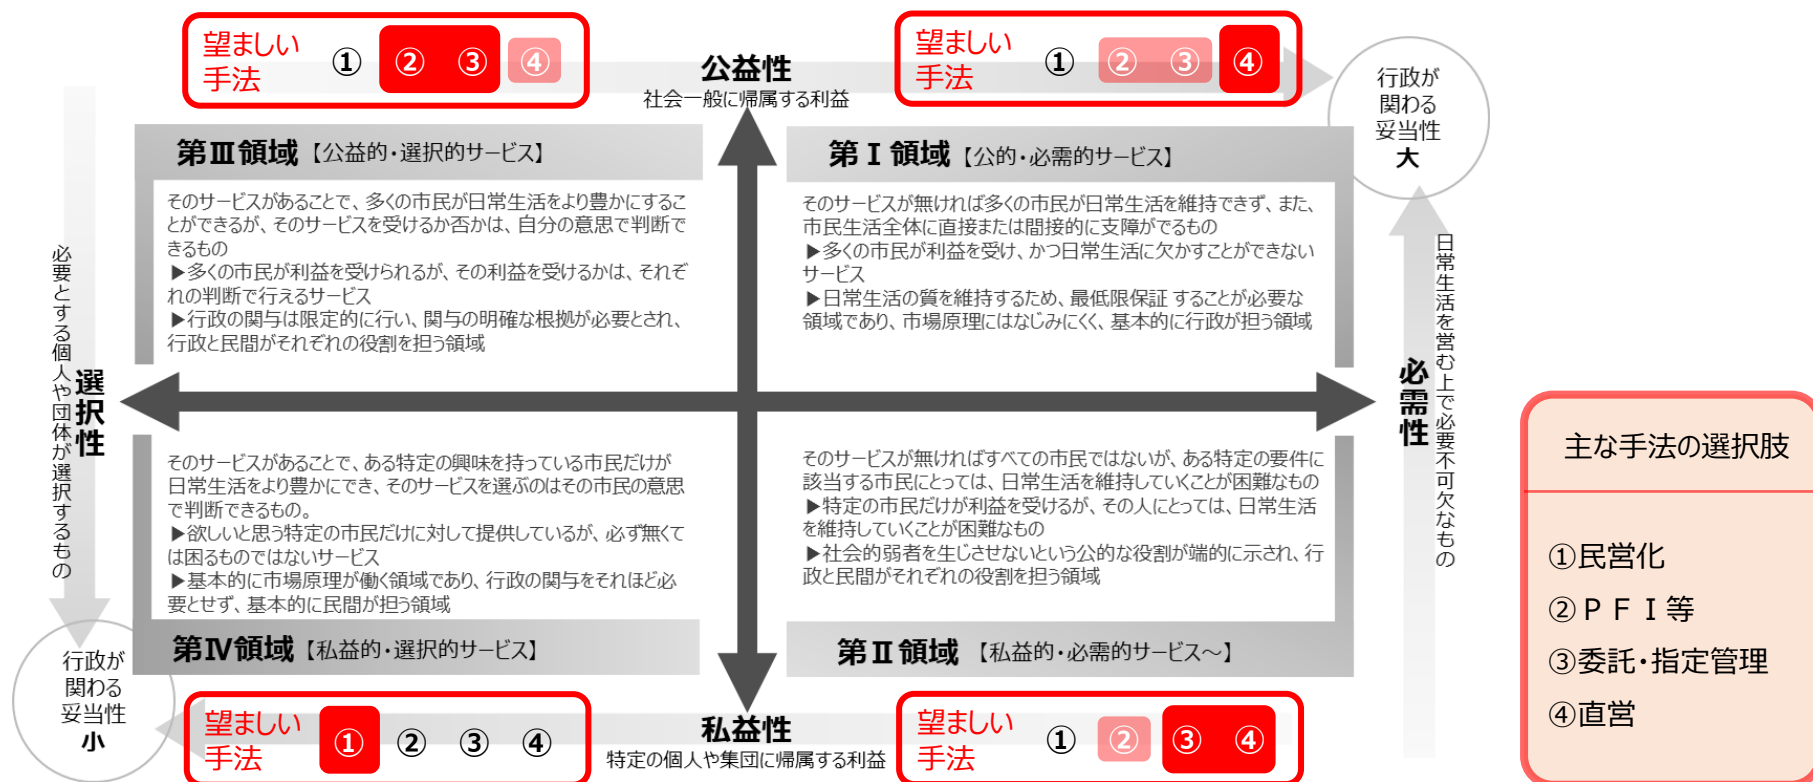 望ましい
手法
① ② ③ ④
公益性
社会一般に帰属する利益
望ましい
手法
① ② ③ ④
行政が
関わる
妥当性
大
第Ⅲ領域【公益的・選択的サービス】
そのサービスがあることで、多くの市民が日常生活をより豊かにするこ
とができるが、そのサービスを受けるか否かは、自分の意思で判断で
きるもの
▶多くの市民が利益を受けられるが、その利益を受けるかは、それぞ
れの判断で行えるサービス
▶行政の関与は限定的に行い、関与の明確な根拠が必要とされ、
行政と民間がそれぞれの役割を担う領域
第Ⅰ領域【公的・必需的サービス】
そのサービスが無ければ多くの市民が日常生活を維持できず、また、
市民生活全体に直接または間接的に支障がでるもの
▶多くの市民が利益を受け、かつ日常生活に欠かすことができない
サービス
▶日常生活の質を維持するため、最低限保証することが必要な
領域であり、市場原理にはなじみにくく、基本的に行政が担う領域
必要とする個人や団体が選択するもの
選択性
必需性
日常生活を営む上で必要不可欠なもの
そのサービスがあることで、ある特定の興味を持っている市民だけが
日常生活をより豊かにでき、そのサービスを選ぶのはその市民の意思
で判断できるもの。
▶欲しいと思う特定の市民だけに対して提供しているが、必ず無くて
は困るものではないサービス
▶基本的に市場原理が働く領域であり、行政の関与をそれほど必
要とせず、基本的に民間が担う領域
第Ⅳ領域【私益的・選択的サービス】
そのサービスが無ければすべての市民ではないが、ある特定の要件に
該当する市民にとっては、日常生活を維持していくことが困難なもの
▶特定の市民だけが利益を受けるが、その人にとっては、日常生活
を維持していくことが困難なもの
▶社会的弱者を生じさせないという公的な役割が端的に示され、行
政と民間がそれぞれの役割を担う領域
第Ⅱ領域【私益的・必需的サービス～】
行政が
関わる
妥当性
小
望ましい
手法
① ② ③ ④
私益性
特定の個人や集団に帰属する利益
望ましい
手法
① ② ③ ④
主な手法の選択肢
①民営化
②ＰＦＩ等
③委託・指定管理
④直営